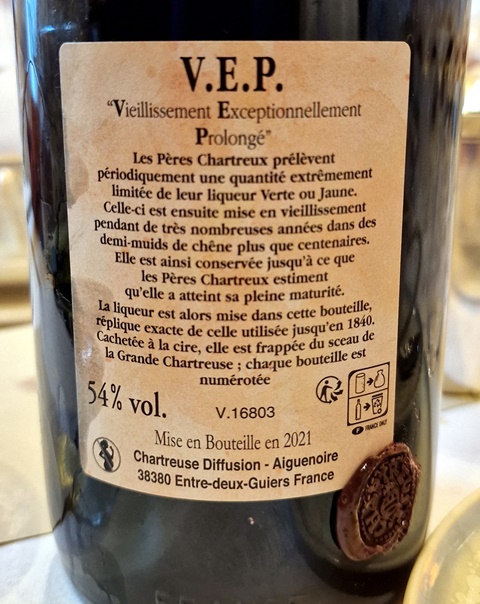 V.E.P.
"Vieillissement Exceptionnellement
Prolongé"
Les Pères Chartreux prélèvent
périodiquement une quantité extrêmement
limitée de leur liqueur Verte ou Jaune.
Celle-ci est ensuite mise en vieillissement
pendant de très nombreuses années dans des
demi-muids de chêne plus que centenaires.
Elle est ainsi conservée jusqu'à ce que
les Pères Chartreux estiment
qu'elle a atteint sa pleine maturité.
La liqueur est alors mise dans cette bouteille,
réplique exacte de celle utilisée jusqu'en 1840.
Cachetée à la cire, elle est frappée du sceau de
la Grande Chartreuse ; chaque bouteille est
numérotée
54% vol.
V.16803
FRANCE ONLY
Mise en Bouteille en 2021
Chartreuse Diffusion - Aiguenoire
38380 Entre-deux-Guiers France